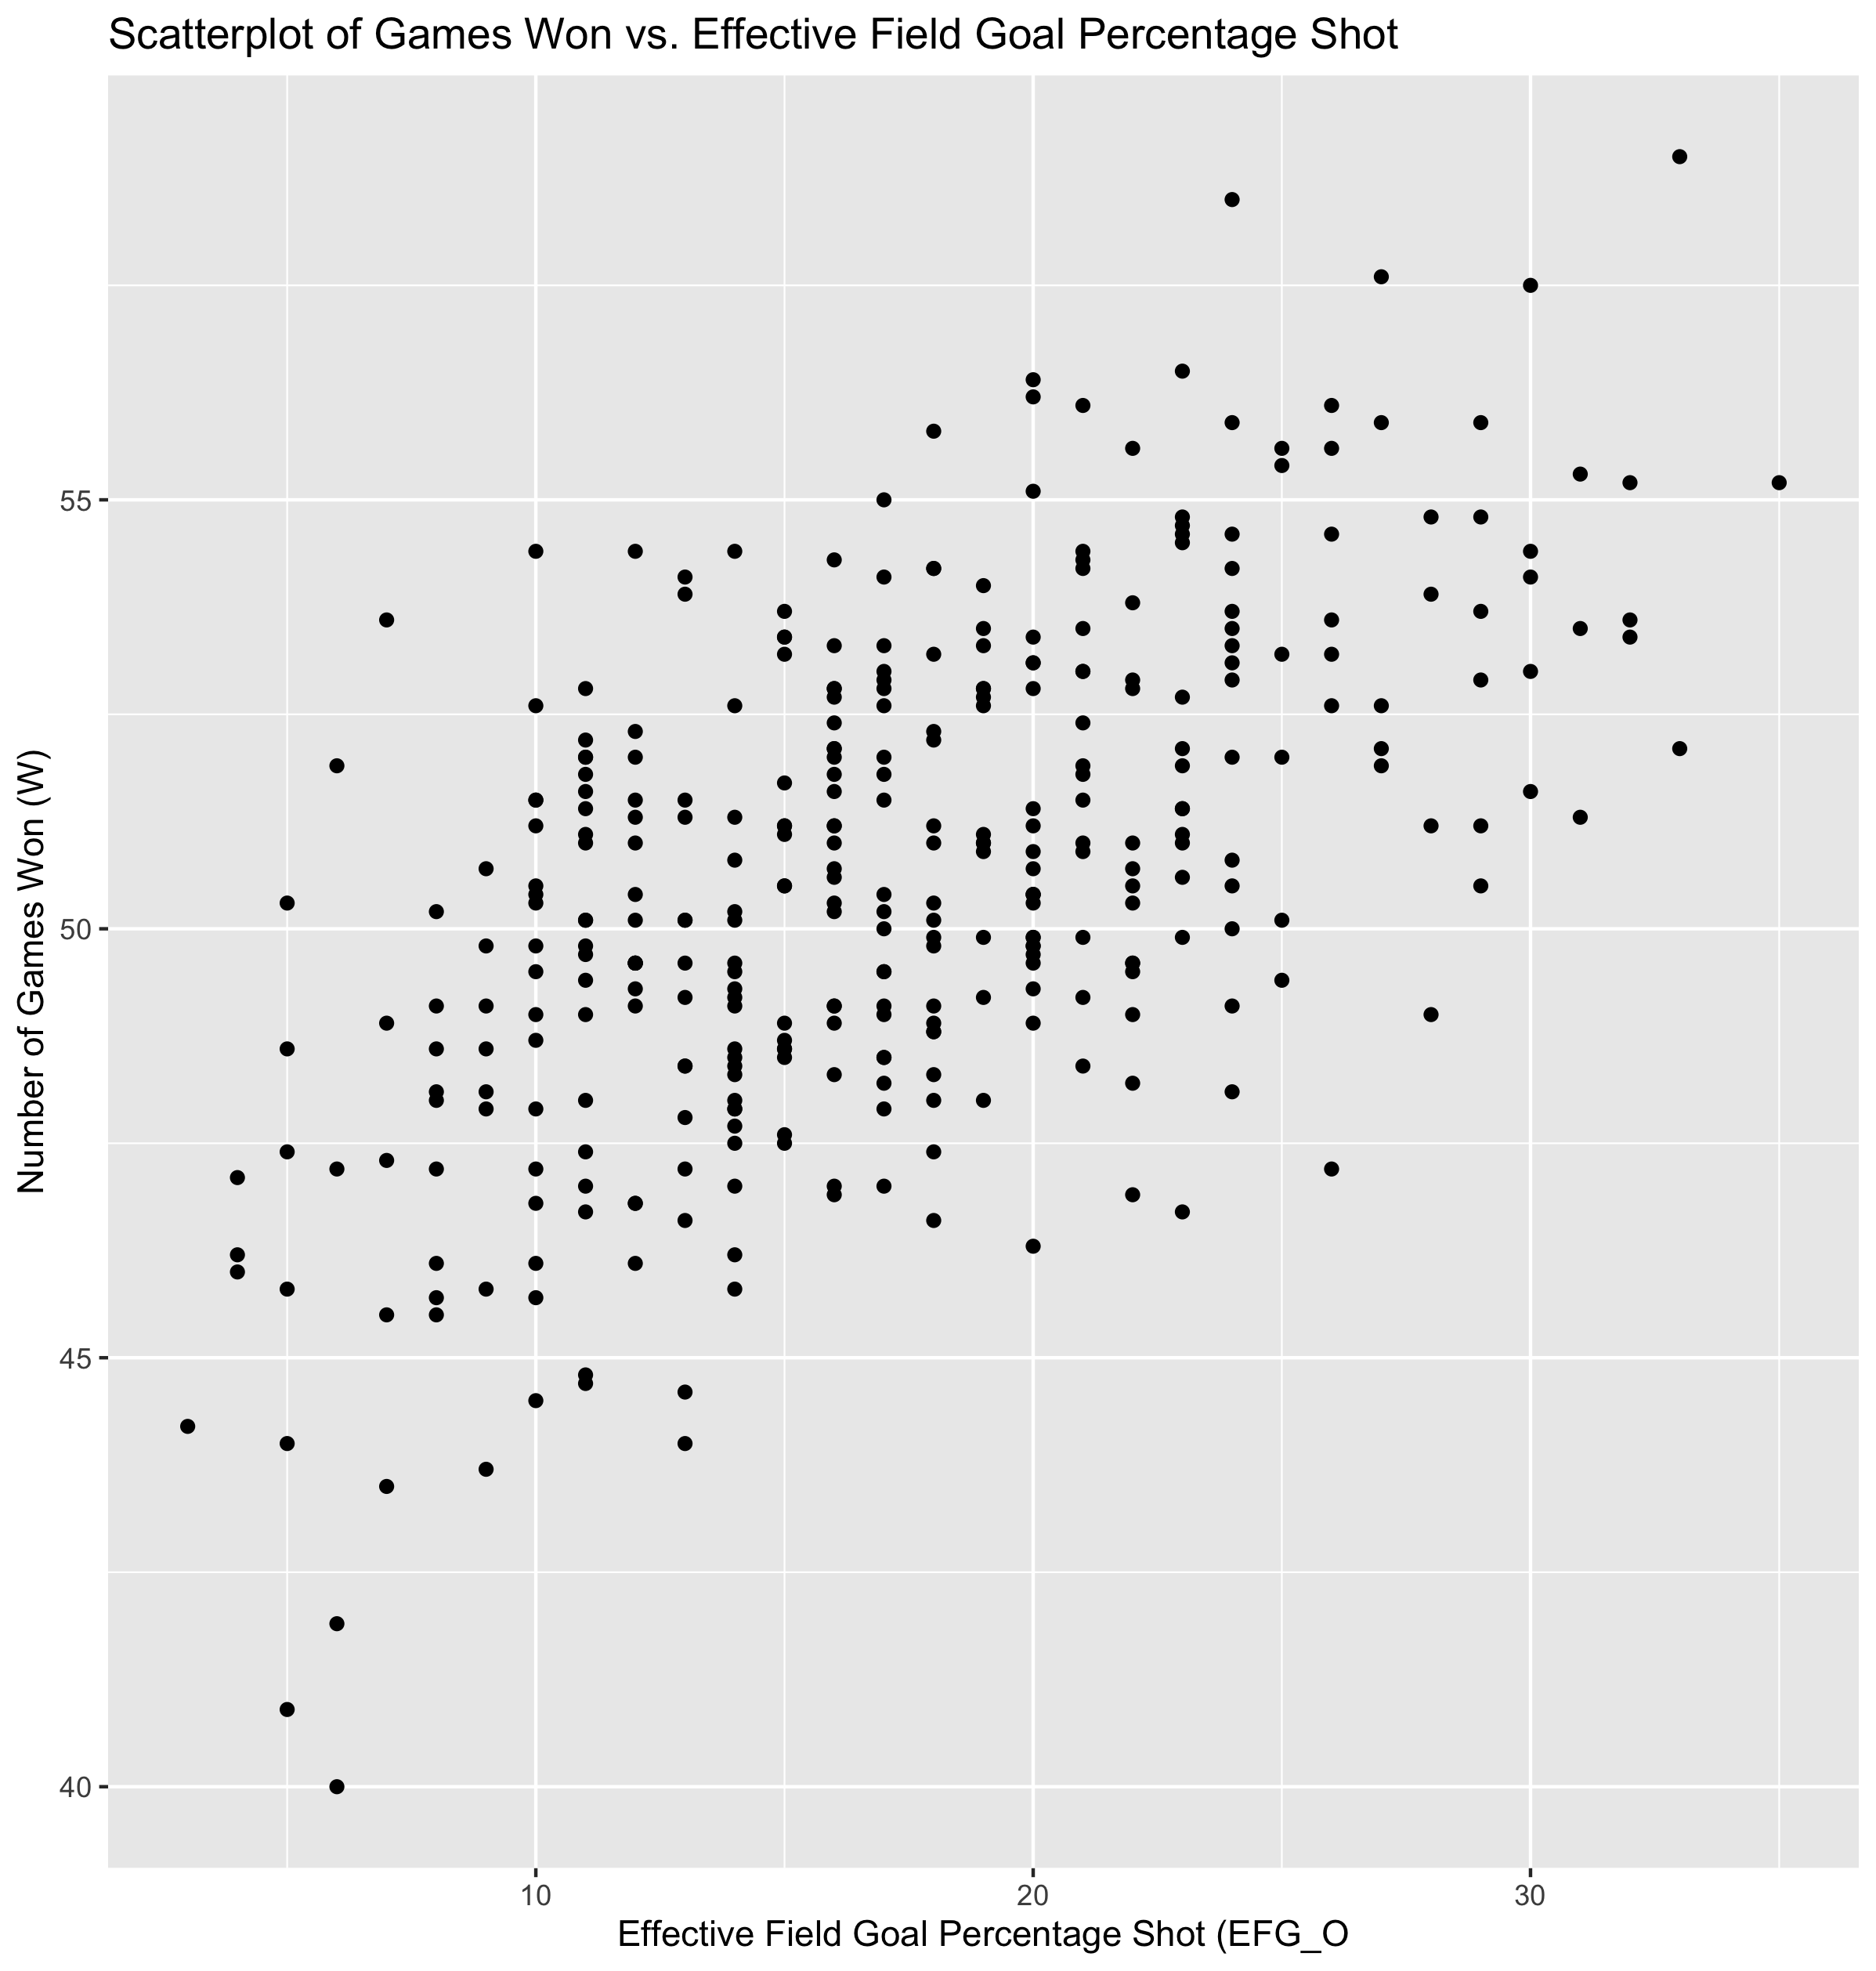 Scatterplot of Games Won vs. Effective Field Goal Percentage Shot
Number of Games Won (W)
55
50
45
40
10
20
30
Effective Field Goal Percentage Shot (EFG_O